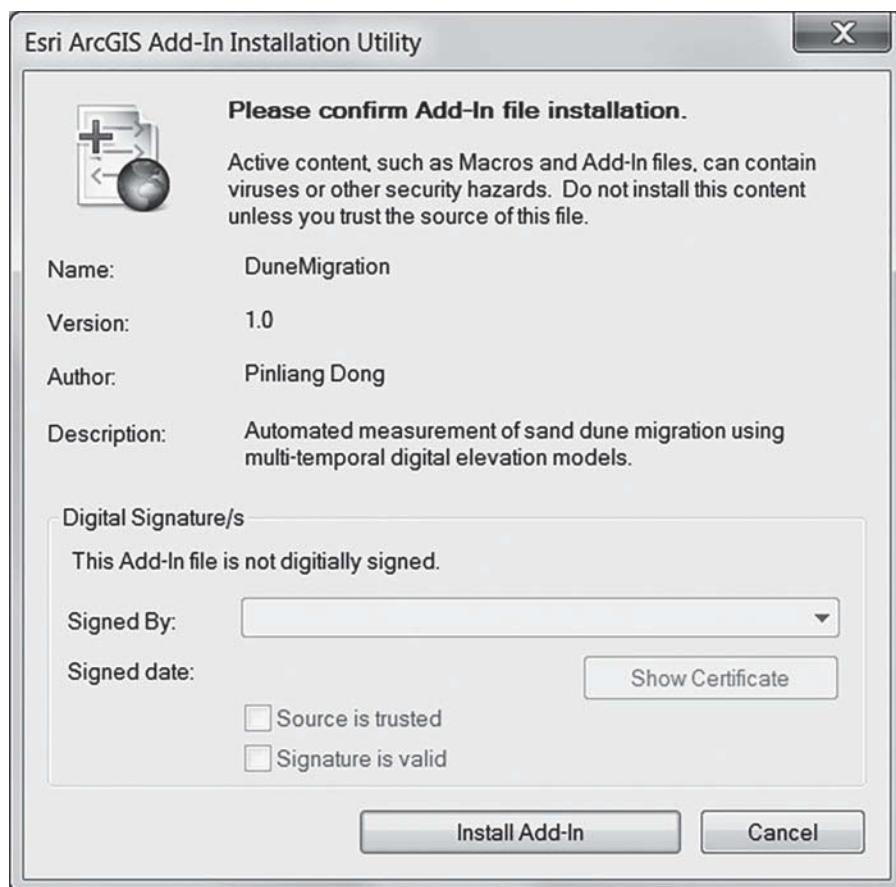 Esri ArcGIS Add-In Installation Utility
X
Please confirm Add-In file installation.
Active content, such as Macros and Add-In files, can contain
viruses or other security hazards. Do not install this content
unless you trust the source of this file.
Name: DuneMigration
Version: 1.0
Author: Pinliang Dong
Description: Automated measurement of sand dune migration using
multi-temporal digital elevation models.
Digital Signature/s
This Add-In file is not digitially signed.
Signed By:
Signed date:
Show Certificate
Source is trusted
Signature is valid
Install Add-In
Cancel